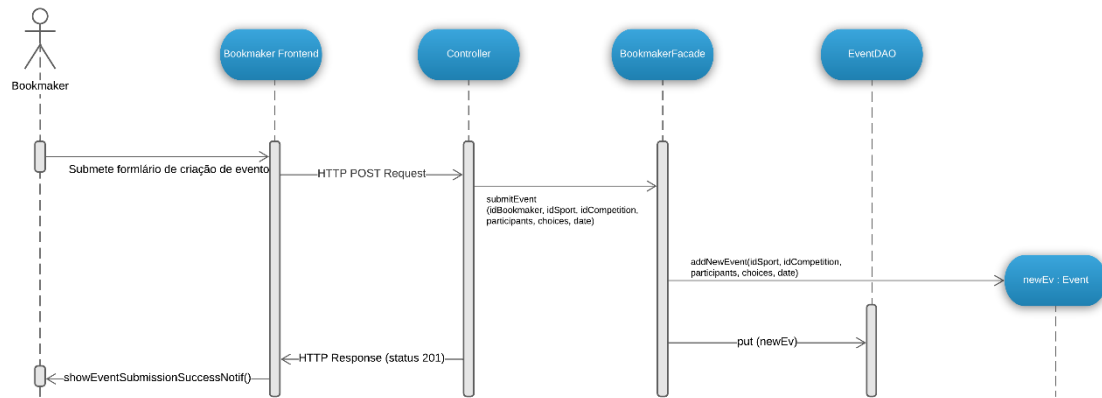 Bookmaker Frontend
Controller
BookmakerFacade
EventDAO
Bookmaker
Submete formlário de criação de evento
HTTP POST Request
submitEvent
(idBookmaker, idSport, idCompetition,
participants, choices, date)
addNewEvent(idSport, idCompetition,
participants, choices, date)
newEv : Event
put (newEv)
HTTP Response (status 201)
showEventSubmissionSuccessNotif()